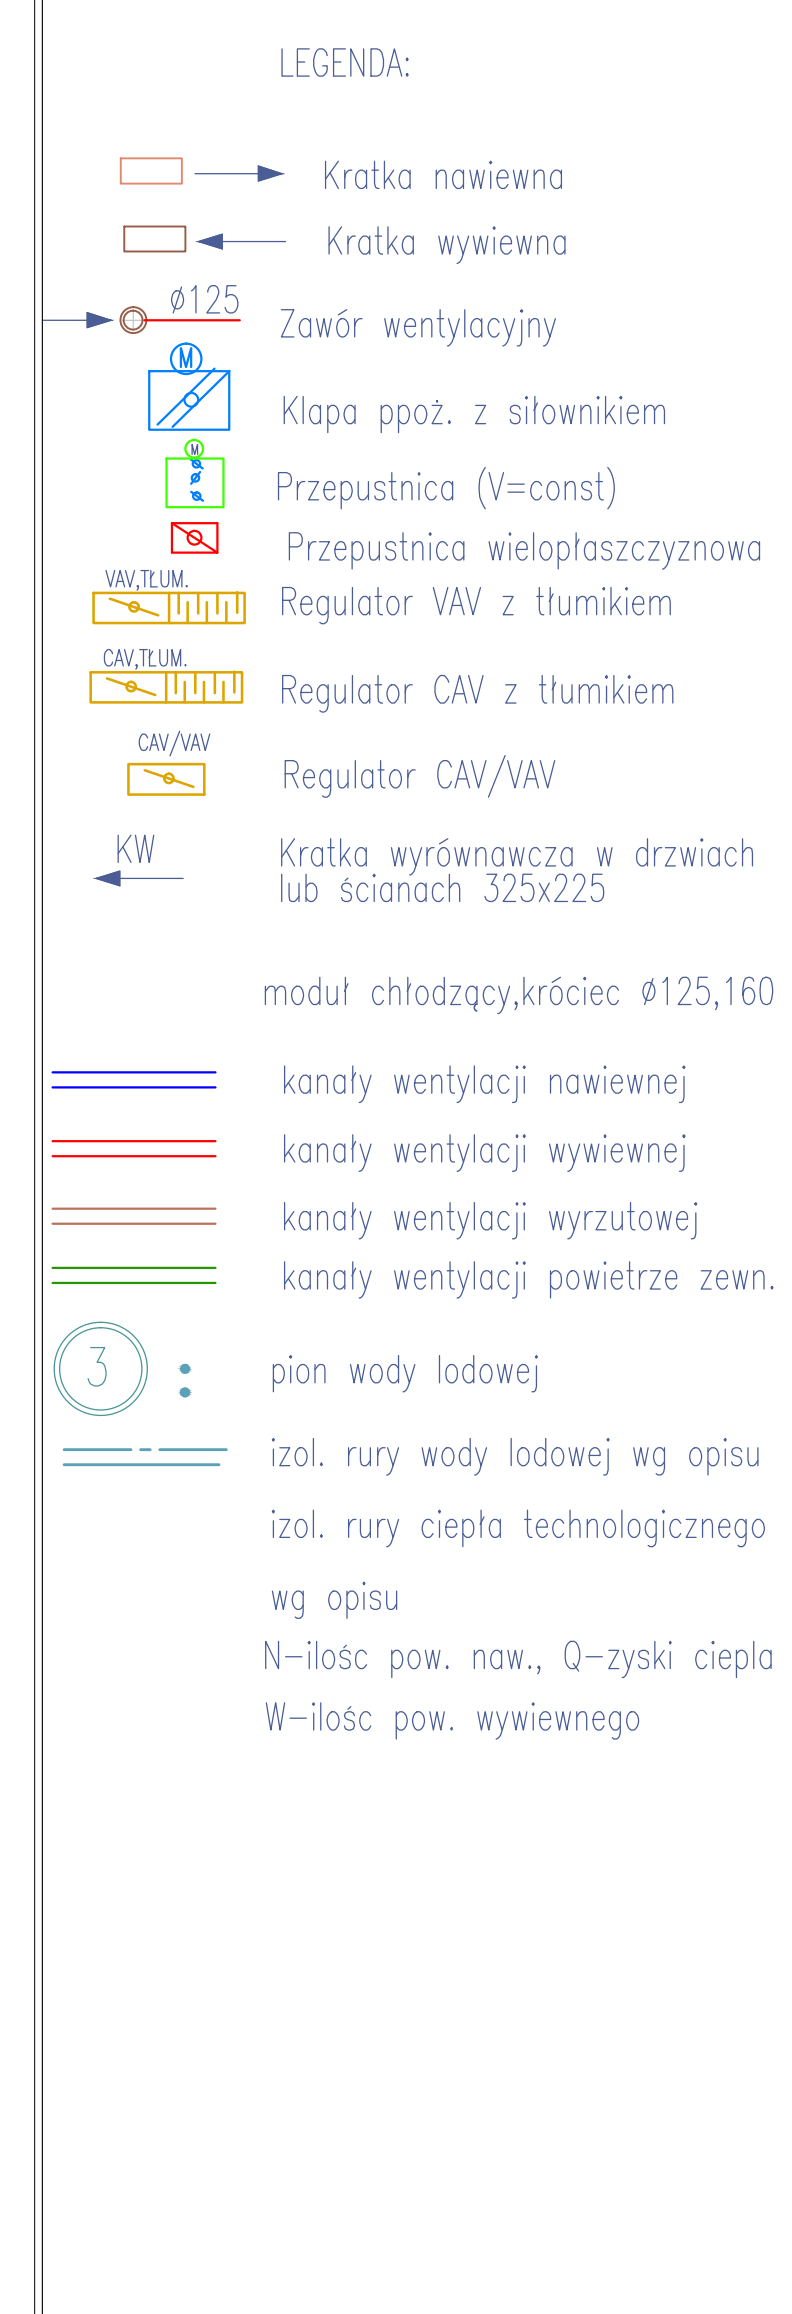 LEGENDA:
Kratka nawiewna
Kratka wywiewna
Ø125
Zawór wentylacyjny
M
Klapa ppoż. z siłownikiem
M
Przepustnica (V=const)
Przepustnica wielopłaszczyznowa
VAV,TŁUM.
Regulator VAV z tłumikiem
CAV,TŁUM.
Regulator CAV z tłumikiem
CAV/VAV
Regulator CAV/VAV
KW
Kratka wyrównawcza w drzwiach
lub ścianach 325x225
moduł chłodzący,króciec Ø125,160
kanały wentylacji nawiewnej
kanały wentylacji wywiewnej
kanały wentylacji wyrzutowej
kanały wentylacji powietrze zewn.
3
pion wody lodowej
izol. rury wody lodowej wg opisu
izol. rury ciepła technologicznego
wg opisu
N-ilośc pow. naw., Q-zyski ciepla
W-ilośc pow. wywiewnego